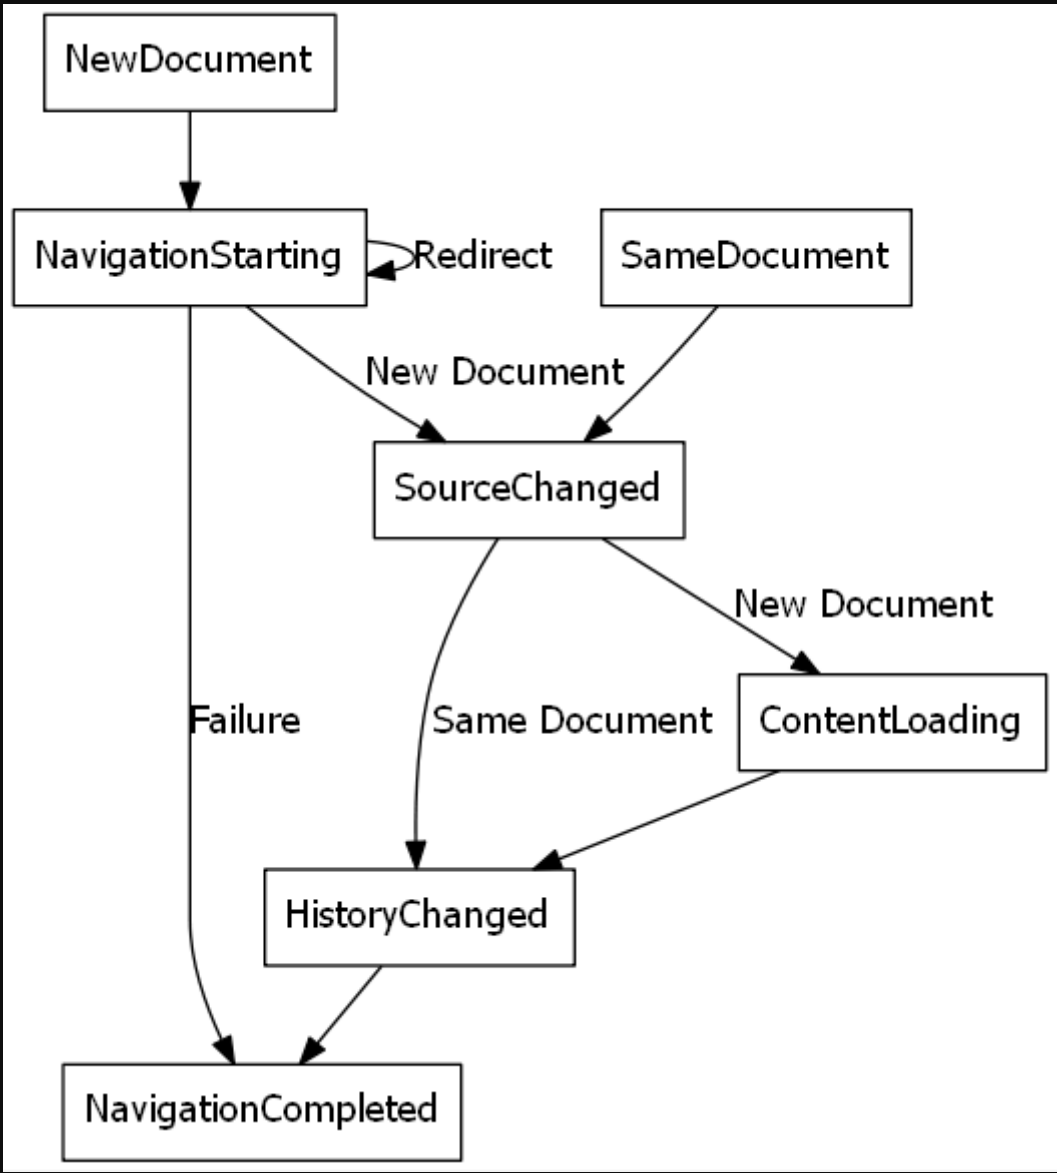 NewDocument
NavigationStarting
Redirect
SameDocument
New Document
SourceChanged
New Document
Failure
Same Document
ContentLoading
HistoryChanged
NavigationCompleted